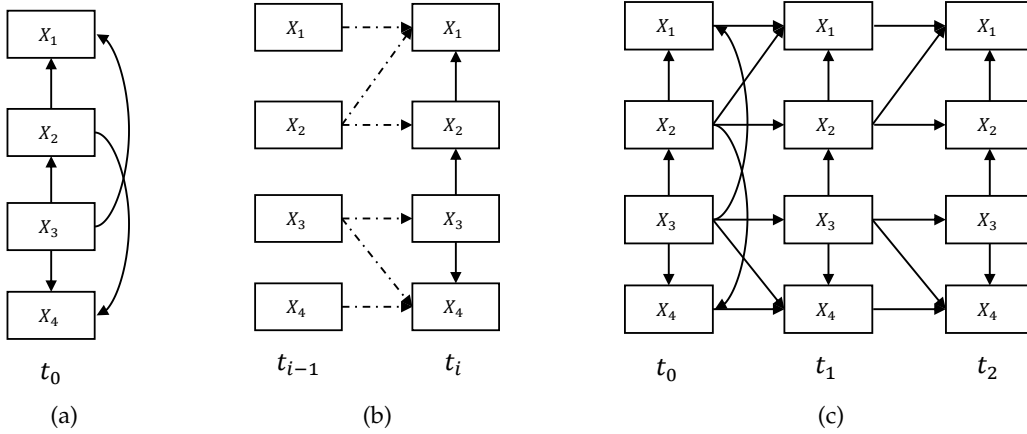 X₁ X₁ X₁ X₁ X₁ X₁
X₂ X₂ X₂ X₂ X₂ X₂
X₃ X₃ X₃ X₃ X₃ X₃
X₄ X₄ X₄ X₄ X₄ X₄
t₀ tᵢ₋₁ tᵢ t₀ t₁ t₂
(a) (b) (c)